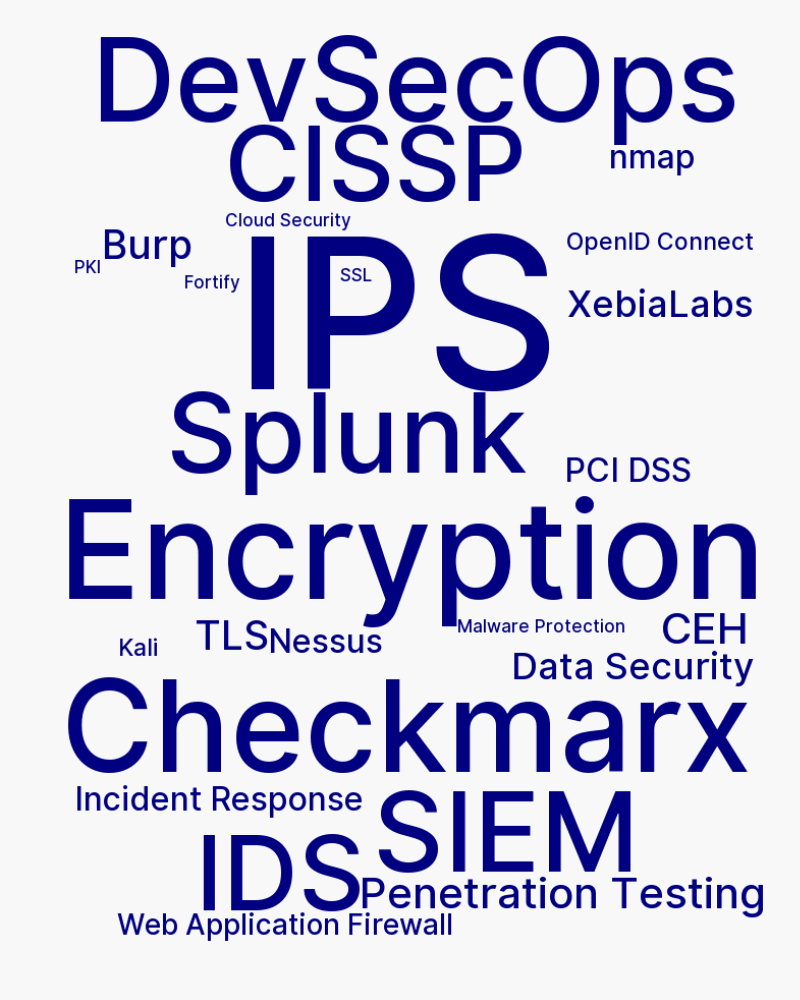 DevSecOps
CISSP
nmap
Cloud Security
Burp
OpenID Connect
PKI
Fortify
SSL
IPS
XebiaLabs
Splunk
PCI DSS
Encryption
Malware Protection
CEH
TLS
Nessus
Kali
Data Security
Checkmarx
Incident Response
SIEM
IDS
Penetration Testing
Web Application Firewall